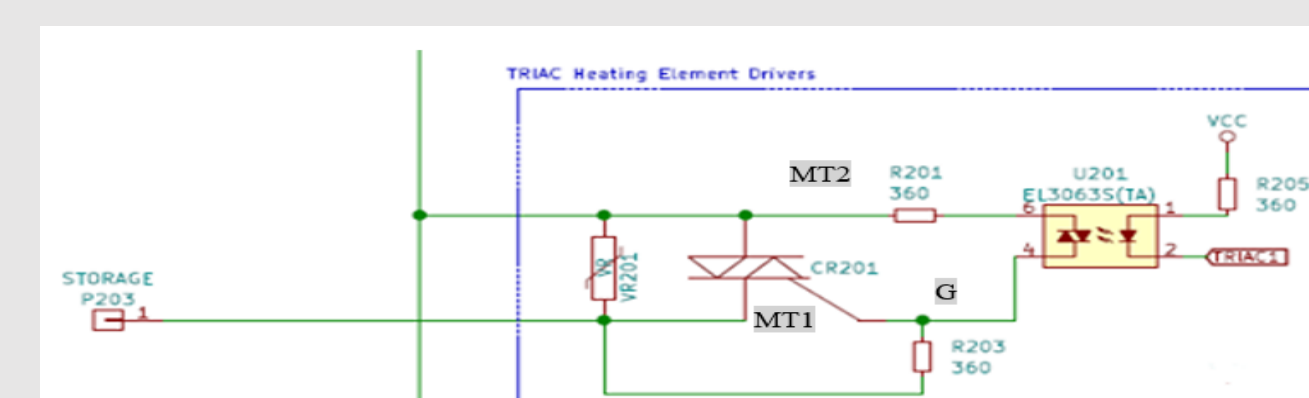 TRIAC Heating Element Drivers
VCC
MT2
R201
360
U201
EL3063S(TA)
R205
360
6
1
4
2
TRIAC1
VR
VR201
CR201
STORAGE
P203
1
G
MT1
R203
360